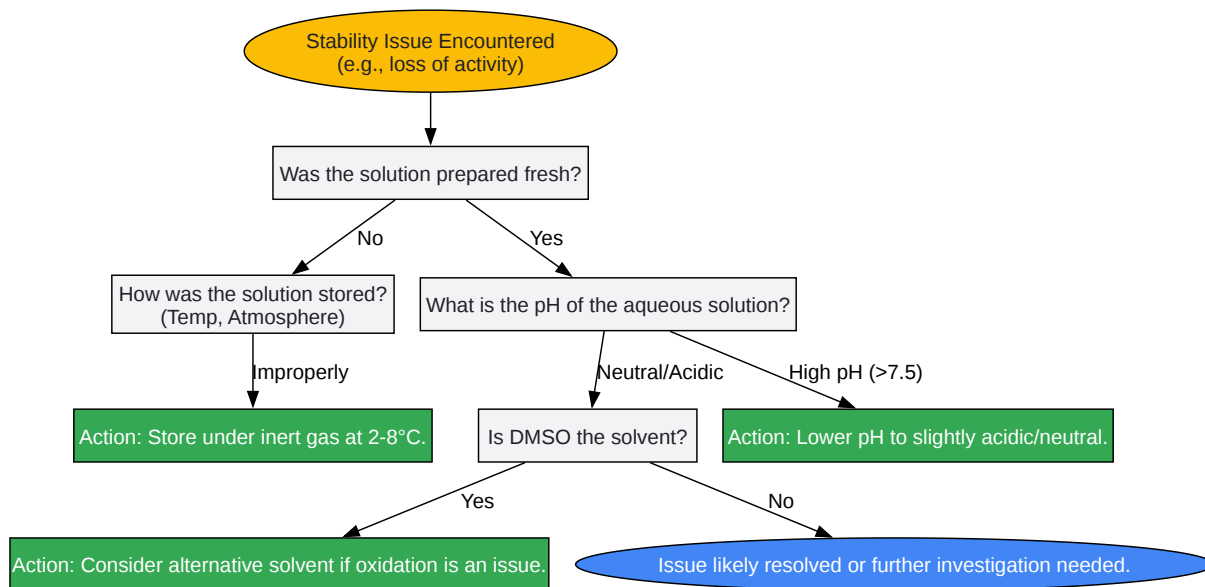 Stability Issue Encountered
(e.g., loss of activity)
Was the solution prepared fresh?
No
Yes
How was the solution stored?
(Temp, Atmosphere)
What is the pH of the aqueous solution?
Improperly
Neutral/Acidic
High pH (>7.5)
Action: Store under inert gas at 2-8°C.
Is DMSO the solvent?
Action: Lower pH to slightly acidic/neutral.
Yes
No
Action: Consider alternative solvent if oxidation is an issue.
Issue likely resolved or further investigation needed.